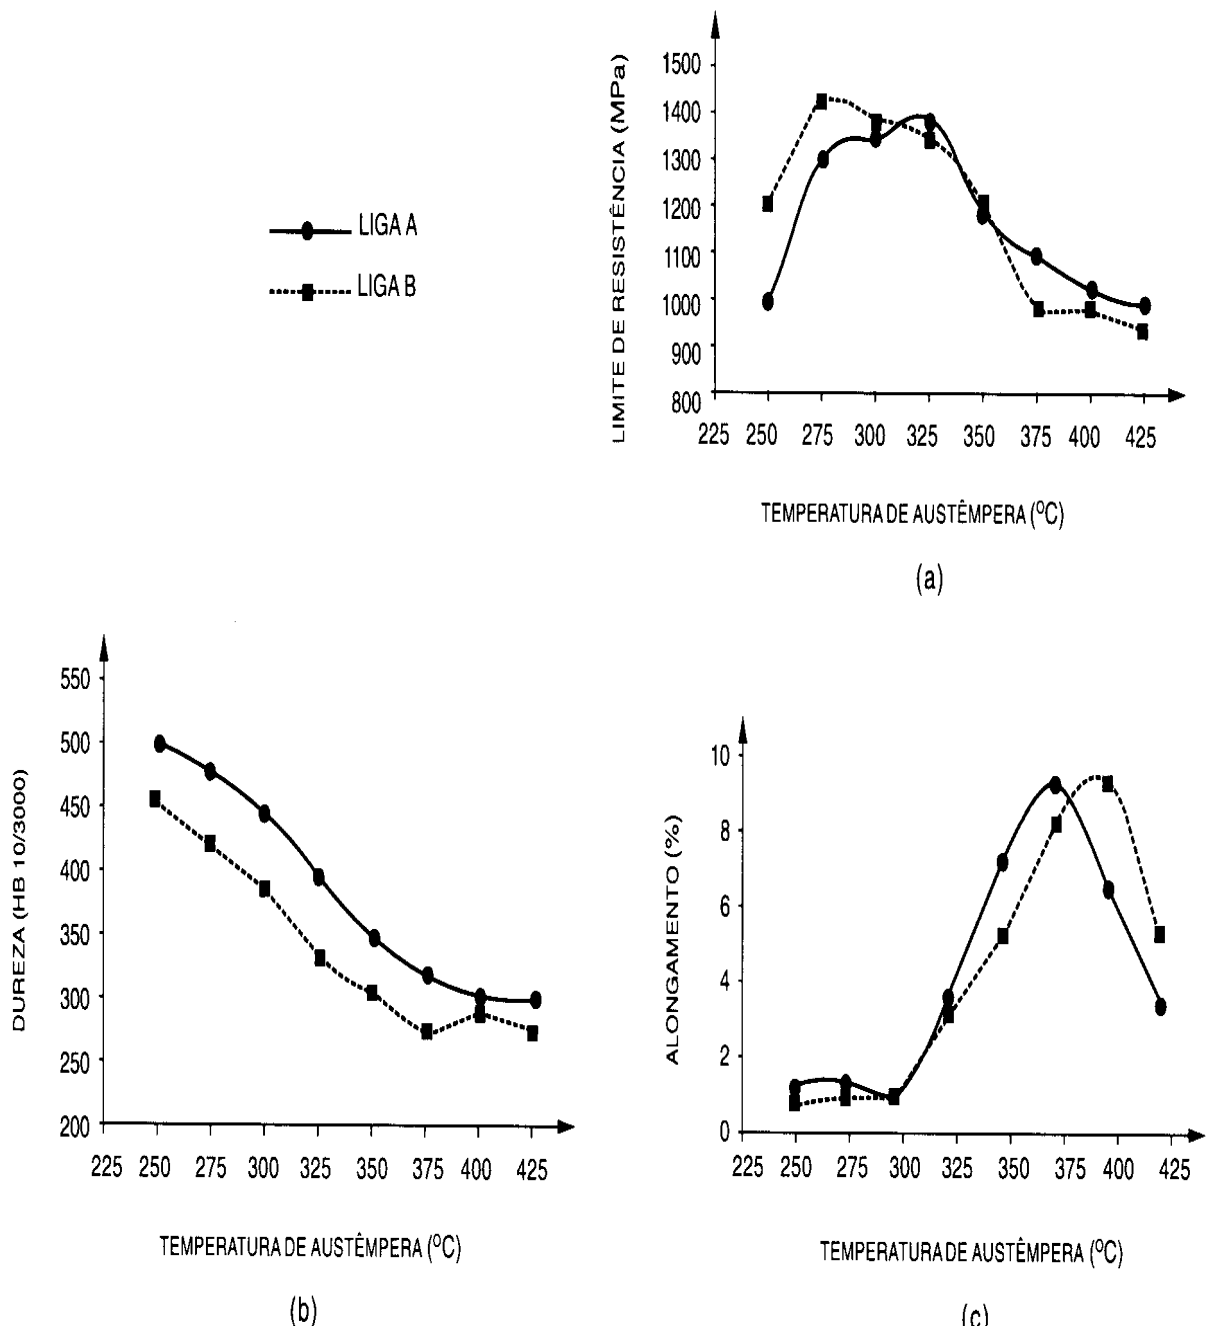 LIGA A
LIGA B
LIMITE DE RESISTÊNCIA (MPa)
1500
1400
1300
1200
1100
1000
900
800
225 250 275 300 325 350 375 400 425
TEMPERATURA DE AUSTÊMPERA (ºC)
(a)
DUREZA (HB 10/3000)
550
500
450
400
350
300
250
200
225 250 275 300 325 350 375 400 425
TEMPERATURA DE AUSTÊMPERA (ºC)
(b)
ALONGAMENTO (%)
10
8
6
4
2
0
225 250 275 300 325 350 375 400 425
TEMPERATURA DE AUSTÊMPERA (ºC)
(c)